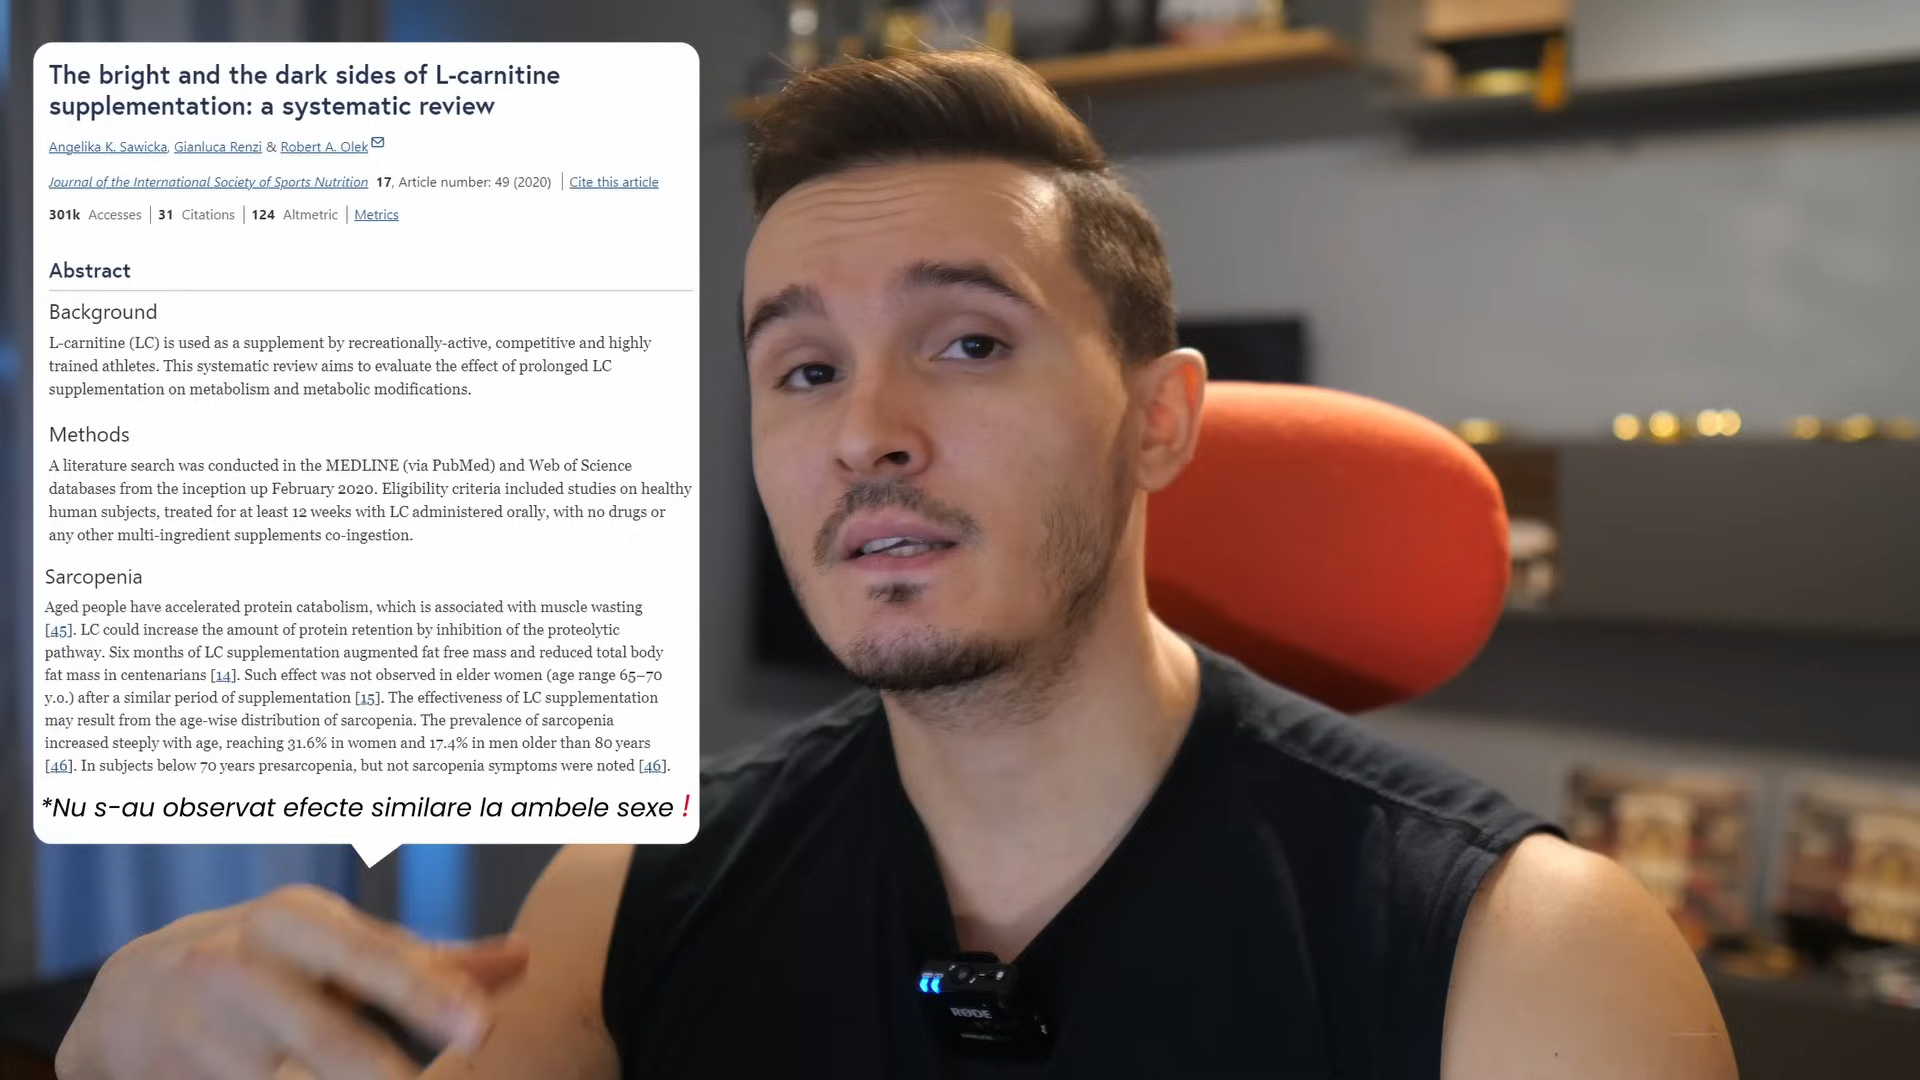 The bright and the dark sides of L-carnitine
supplementation: a systematic review
Angelika K. Sawicka, Gianluca Renzi & Robert A. Olek
Journal of the International Society of Sports Nutrition 17, Article number: 49 (2020) | Cite this article
301k Accesses | 31 Citations | 124 Altmetric | Metrics
Abstract
Background
L-carnitine (LC) is used as a supplement by recreationally-active, competitive and highly
trained athletes. This systematic review aims to evaluate the effect of prolonged LC
supplementation on metabolism and metabolic modifications.
Methods
A literature search was conducted in the MEDLINE (via PubMed) and Web of Science
databases from the inception up February 2020. Eligibility criteria included studies on healthy
human subjects, treated for at least 12 weeks with LC administered orally, with no drugs or
any other multi-ingredient supplements co-ingestion.
Sarcopenia
Aged people have accelerated protein catabolism, which is associated with muscle wasting
[45]. LC could increase the amount of protein retention by inhibition of the proteolytic
pathway. Six months of LC supplementation augmented fat free mass and reduced total body
fat mass in centenarians [14]. Such effect was not observed in elder women (age range 65–70
y.o.) after a similar period of supplementation [15]. The effectiveness of LC supplementation
may result from the age-wise distribution of sarcopenia. The prevalence of sarcopenia
increased steeply with age, reaching 31.6% in women and 17.4% in men older than 80 years
[46]. In subjects below 70 years presarcopenia, but not sarcopenia symptoms were noted [46].
*Nu s-au observat efecte similare la ambele sexe !
RØDE